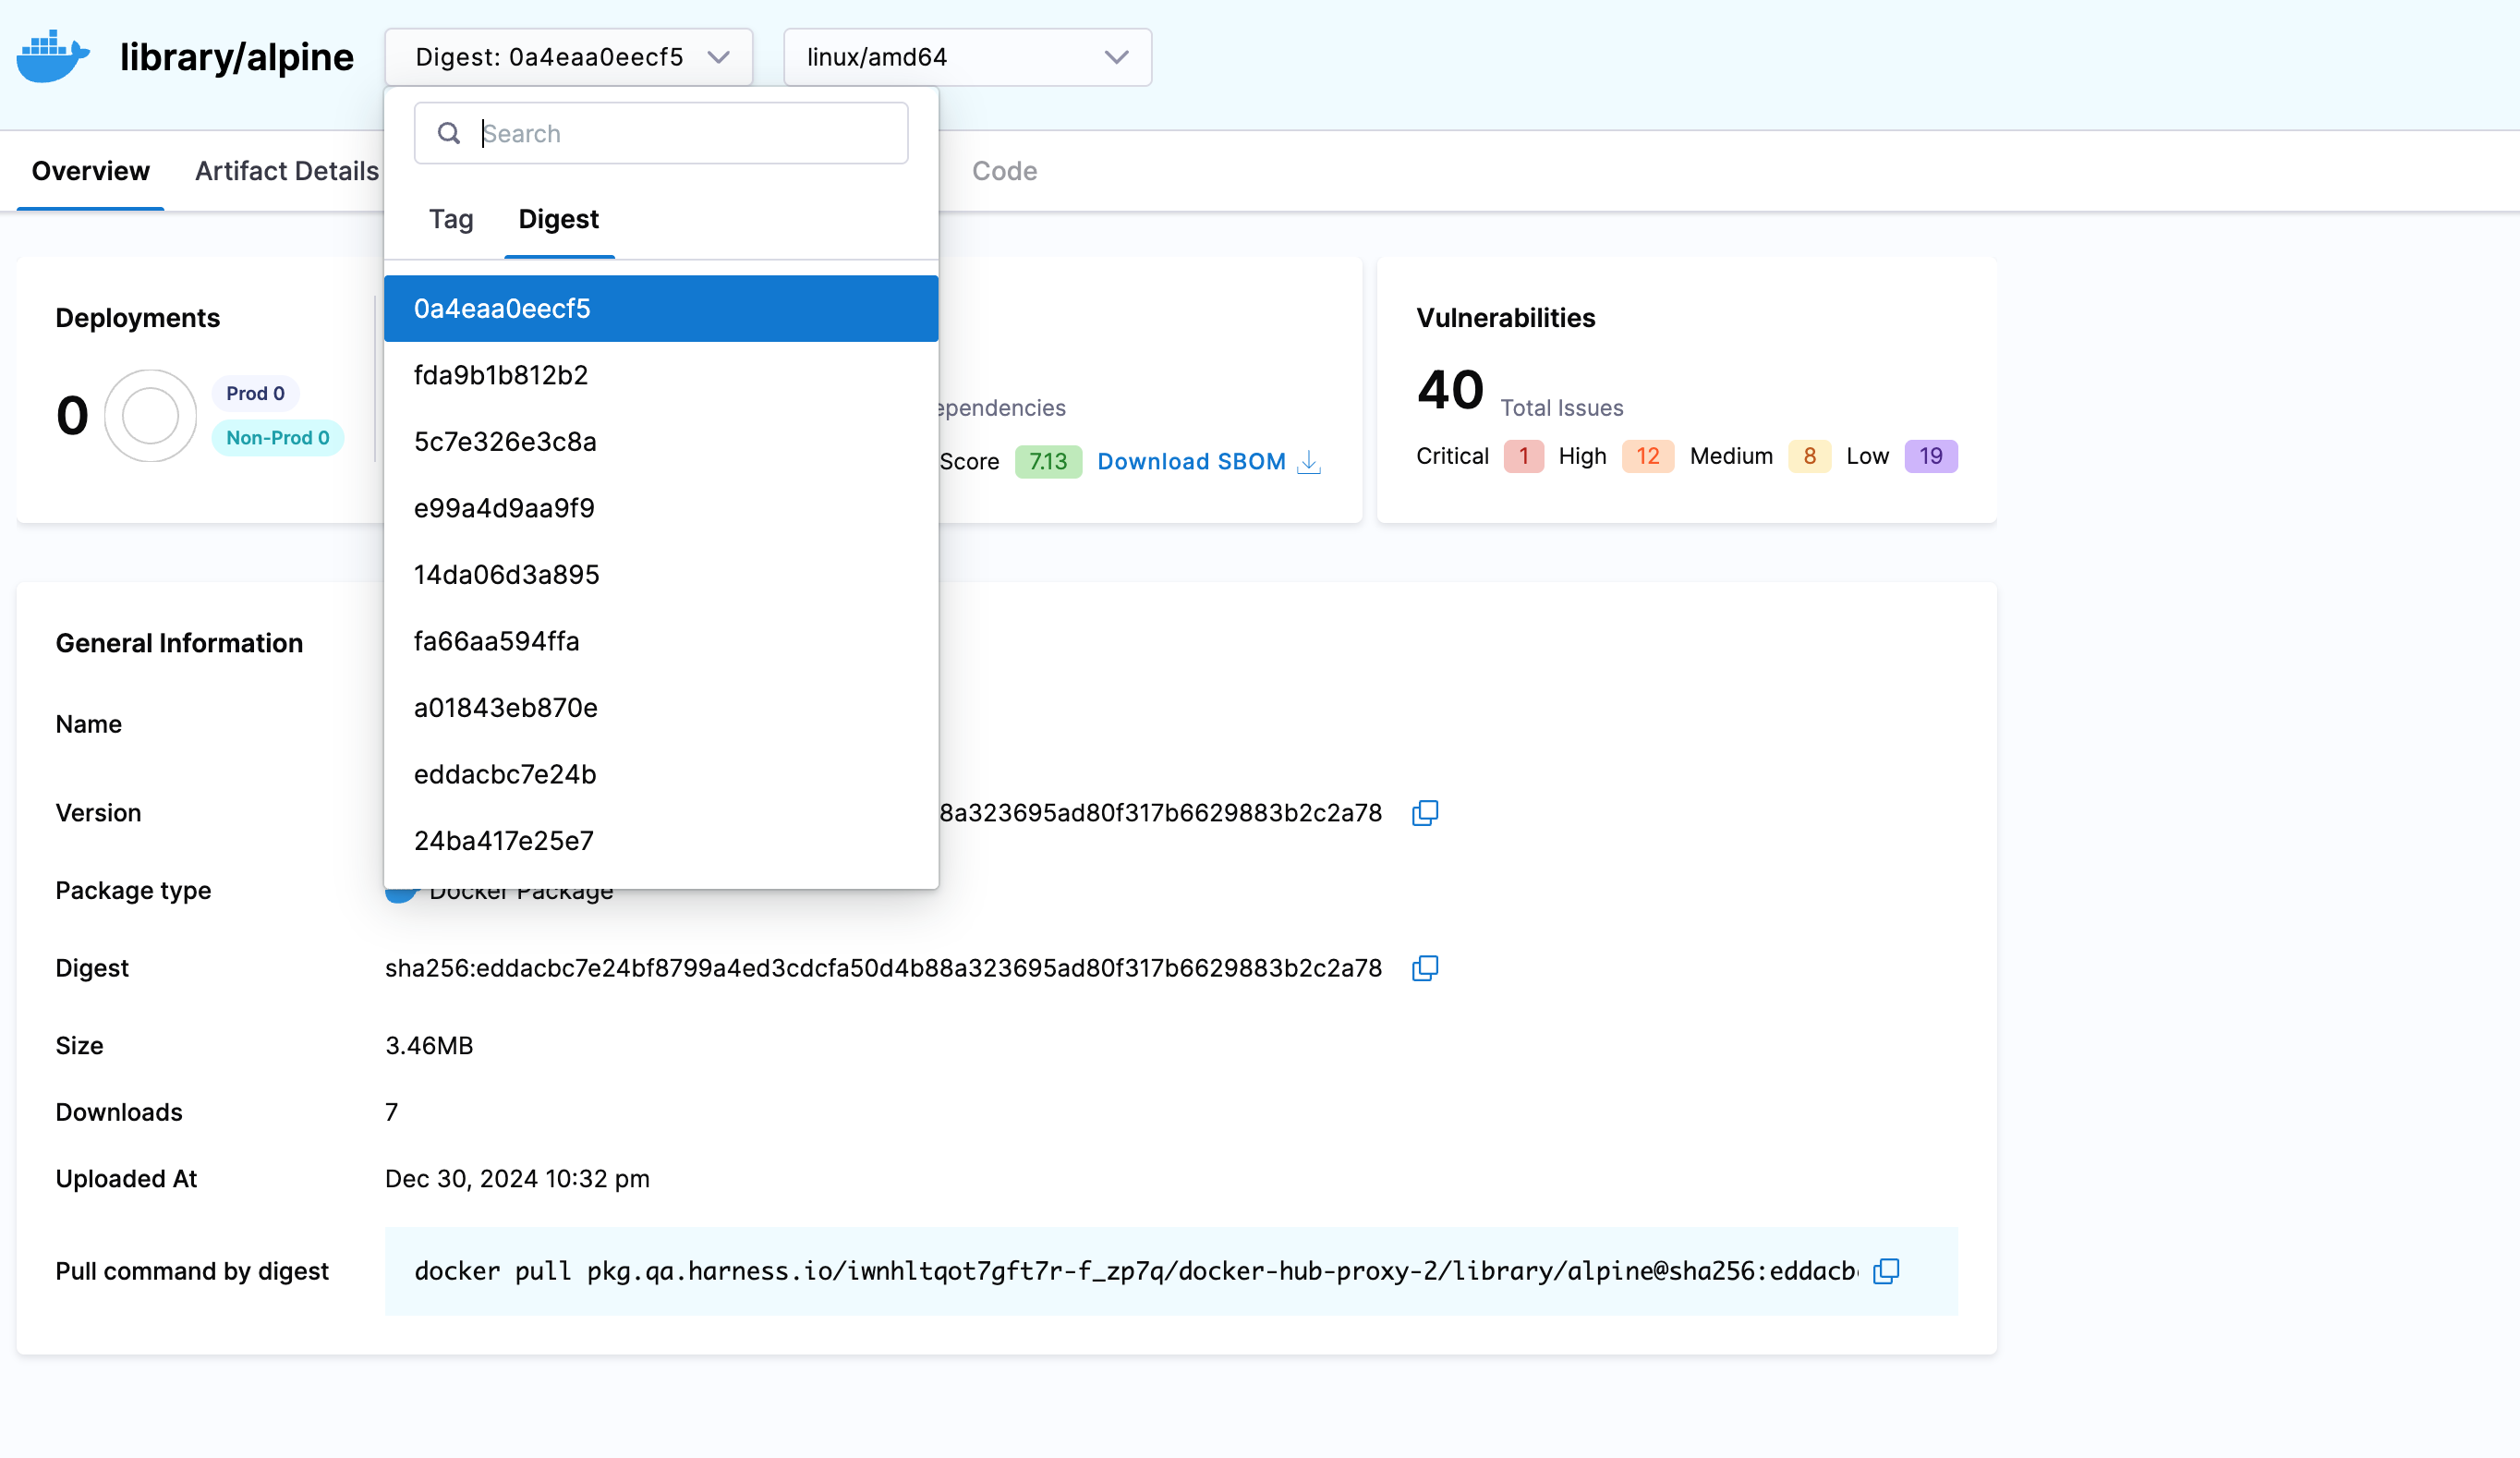 library/alpine
Digest: 0a4eaa0eecf5
linux/amd64
Search
Overview
Artifact Details
Code
Tag
Digest
0a4eaa0eecf5
fda9b1b812b2
5c7e326e3c8a
e99a4d9aa9f9
14da06d3a895
fa66aa594ffa
a01843eb870e
eddacbc7e24b
24ba417e25e7
Deployments
0
Prod 0
Non-Prod 0
ependencies
Score 7.13 Download SBOM
Vulnerabilities
40 Total Issues
Critical 1 High 12 Medium 8 Low 19
General Information
Name
Version 8a323695ad80f317b6629883b2c2a78
Package type Docker Package
Digest sha256:eddacbc7e24bf8799a4ed3cdcfa50d4b88a323695ad80f317b6629883b2c2a78
Size 3.46MB
Downloads 7
Uploaded At Dec 30, 2024 10:32 pm
Pull command by digest docker pull pkg.qa.harness.io/iwnhltqot7gft7r-f_zp7q/docker-hub-proxy-2/library/alpine@sha256:eddacb